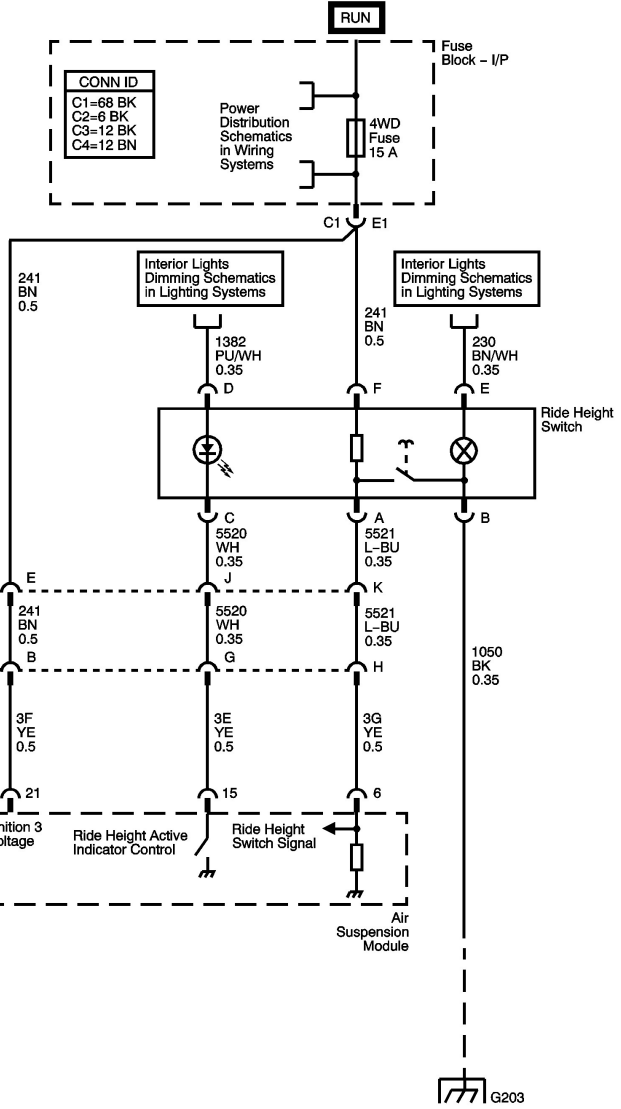 RUN
Fuse
Block – I/P
CONN ID
C1=68 BK
C2=6 BK
C3=12 BK
C4=12 BN
Power
Distribution
Schematics
in Wiring
Systems
4WD
Fuse
15 A
C1
E1
241
BN
0.5
Interior Lights
Dimming Schematics
in Lighting Systems
1382
PU/WH
0.35
241
BN
0.5
Interior Lights
Dimming Schematics
in Lighting Systems
230
BN/WH
0.35
D
F
E
Ride Height
Switch
C
A
B
5520
WH
0.35
5521
L–BU
0.35
E
J
K
241
BN
0.5
5520
WH
0.35
5521
L–BU
0.35
B
G
H
1050
BK
0.35
3F
YE
0.5
3E
YE
0.5
3G
YE
0.5
21
15
6
nition 3
oltage
Ride Height Active
Indicator Control
Ride Height
Switch Signal
Air
Suspension
Module
G203